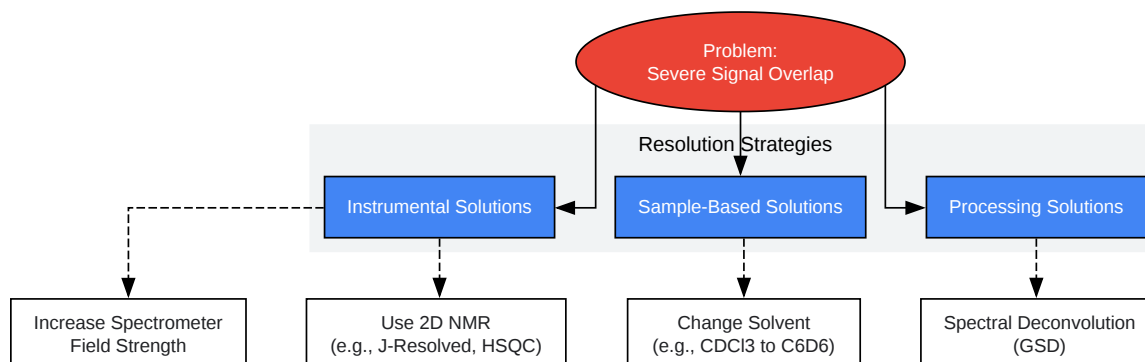 Problem:
Severe Signal Overlap
Resolution Strategies
Instrumental Solutions
Sample-Based Solutions
Processing Solutions
Increase Spectrometer
Field Strength
Use 2D NMR
(e.g., J-Resolved, HSQC)
Change Solvent
(e.g., CDCl3 to C6D6)
Spectral Deconvolution
(GSD)